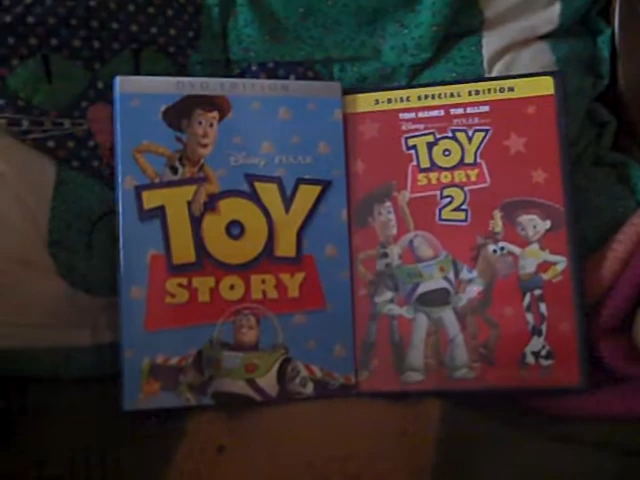 DVD EDITION
Disney PIXAR
TOY
STORY
2-DISC SPECIAL EDITION
TOM HANKS TIM ALLEN
Disney PIXAR
TOY
STORY
2